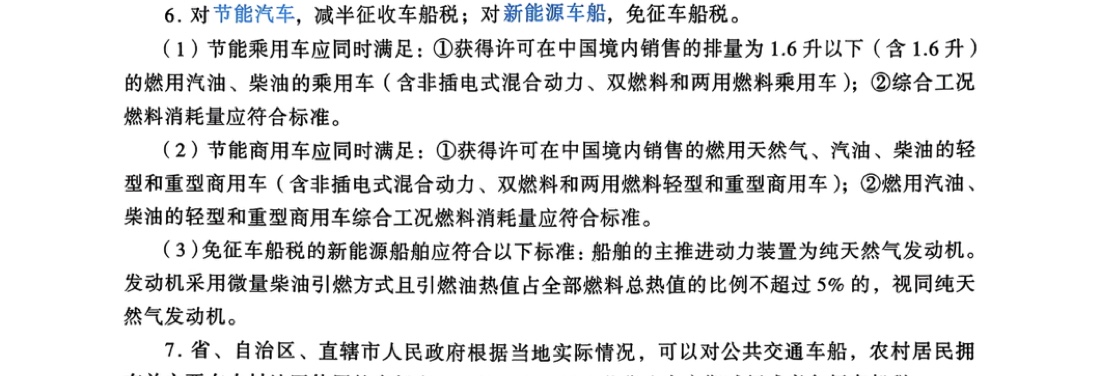 6. 对节能汽车，减半征收车船税；对新能源车船，免征车船税。
（1）节能乘用车应同时满足：①获得许可在中国境内销售的排量为 1.6 升以下（含 1.6 升）
的燃用汽油、柴油的乘用车（含非插电式混合动力、双燃料和两用燃料乘用车）；②综合工况
燃料消耗量应符合标准。
（2）节能商用车应同时满足：①获得许可在中国境内销售的燃用天然气、汽油、柴油的轻
型和重型商用车（含非插电式混合动力、双燃料和两用燃料轻型和重型商用车）；②燃用汽油、
柴油的轻型和重型商用车综合工况燃料消耗量应符合标准。
（3）免征车船税的新能源船舶应符合以下标准：船舶的主推进动力装置为纯天然气发动机。
发动机采用微量柴油引燃方式且引燃油热值占全部燃料总热值的比例不超过 5% 的，视同纯天
然气发动机。
7. 省、自治区、直辖市人民政府根据当地实际情况，可以对公共交通车船，农村居民拥